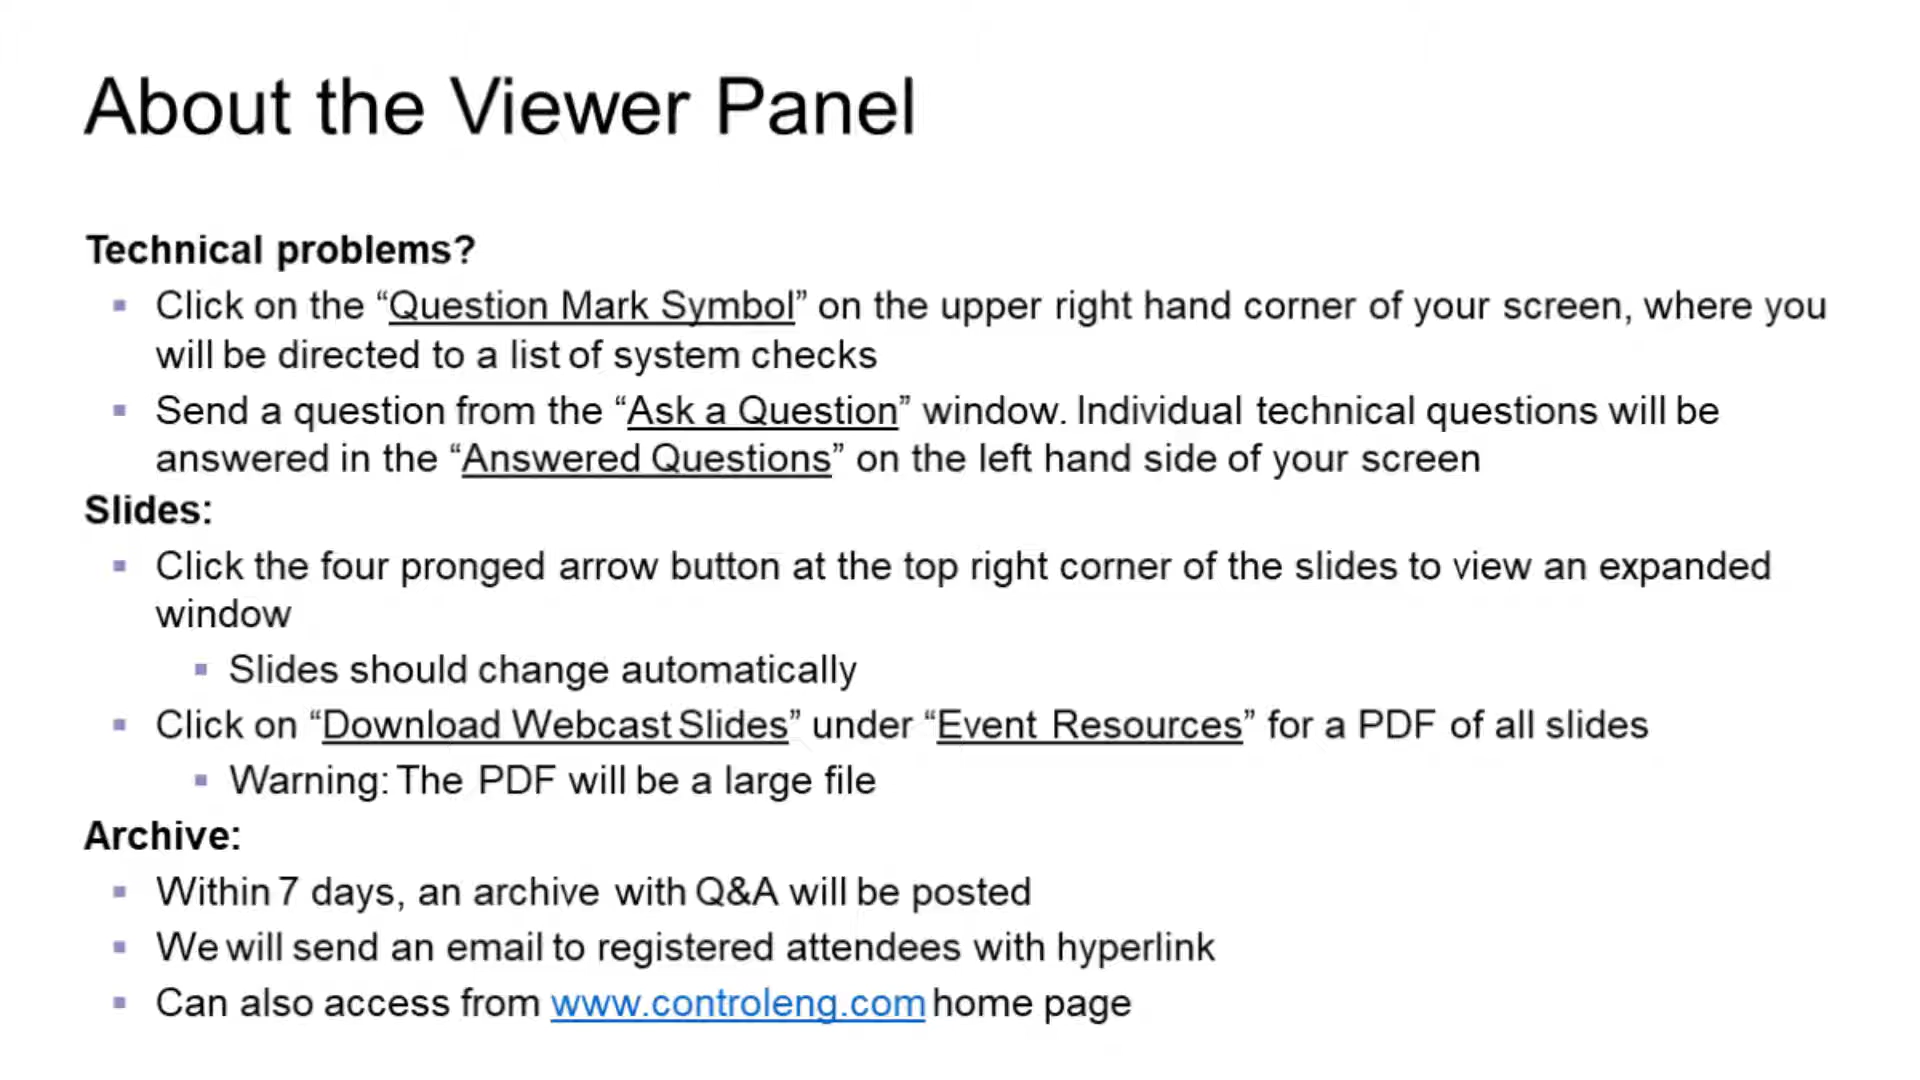 About the Viewer Panel
Technical problems?
▪ Click on the “Question Mark Symbol” on the upper right hand corner of your screen, where you
will be directed to a list of system checks
▪ Send a question from the “Ask a Question” window. Individual technical questions will be
answered in the “Answered Questions” on the left hand side of your screen
Slides:
▪ Click the four pronged arrow button at the top right corner of the slides to view an expanded
window
▪ Slides should change automatically
▪ Click on “Download Webcast Slides” under “Event Resources” for a PDF of all slides
▪ Warning: The PDF will be a large file
Archive:
▪ Within 7 days, an archive with Q&A will be posted
▪ We will send an email to registered attendees with hyperlink
▪ Can also access from www.controleng.com home page